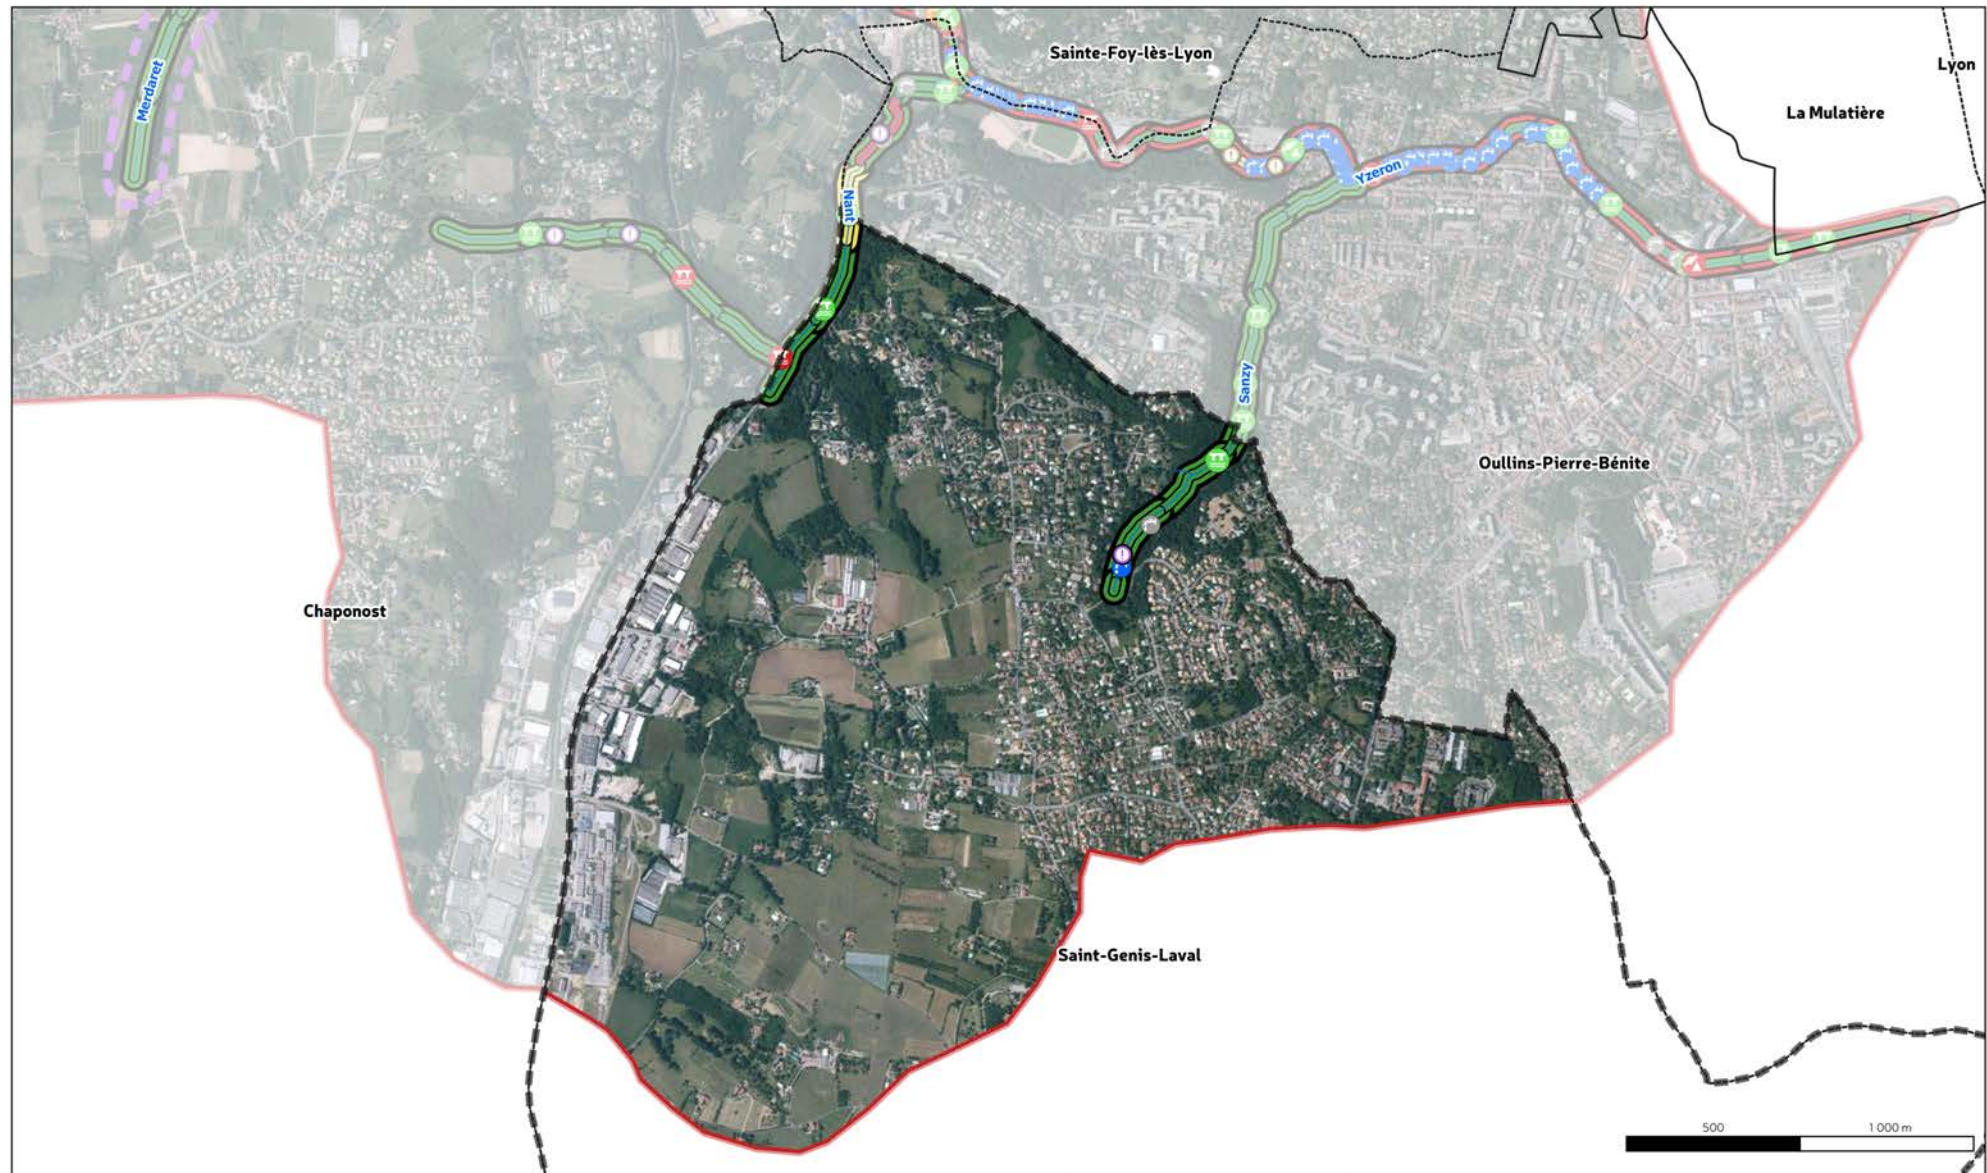 Sainte-Foy-lès-Lyon
Lyon
La Mulatière
Merdaret
Yzeron
Nant
Sanzy
Oullins-Pierre-Bénite
Chaponost
Saint-Genis-Laval
500
1 000 m